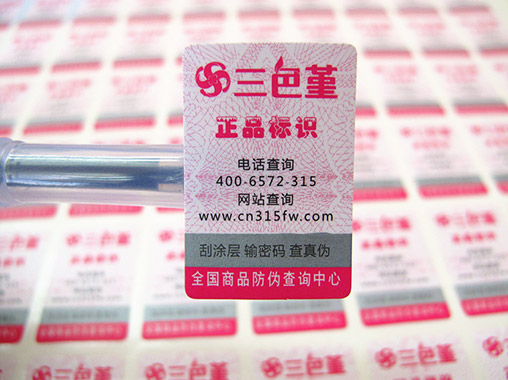 三色堇
正品标识
电话查询
400-6572-315
网站查询
www.cn315fw.com
刮涂层 输密码 查真伪
全国商品防伪查询中心